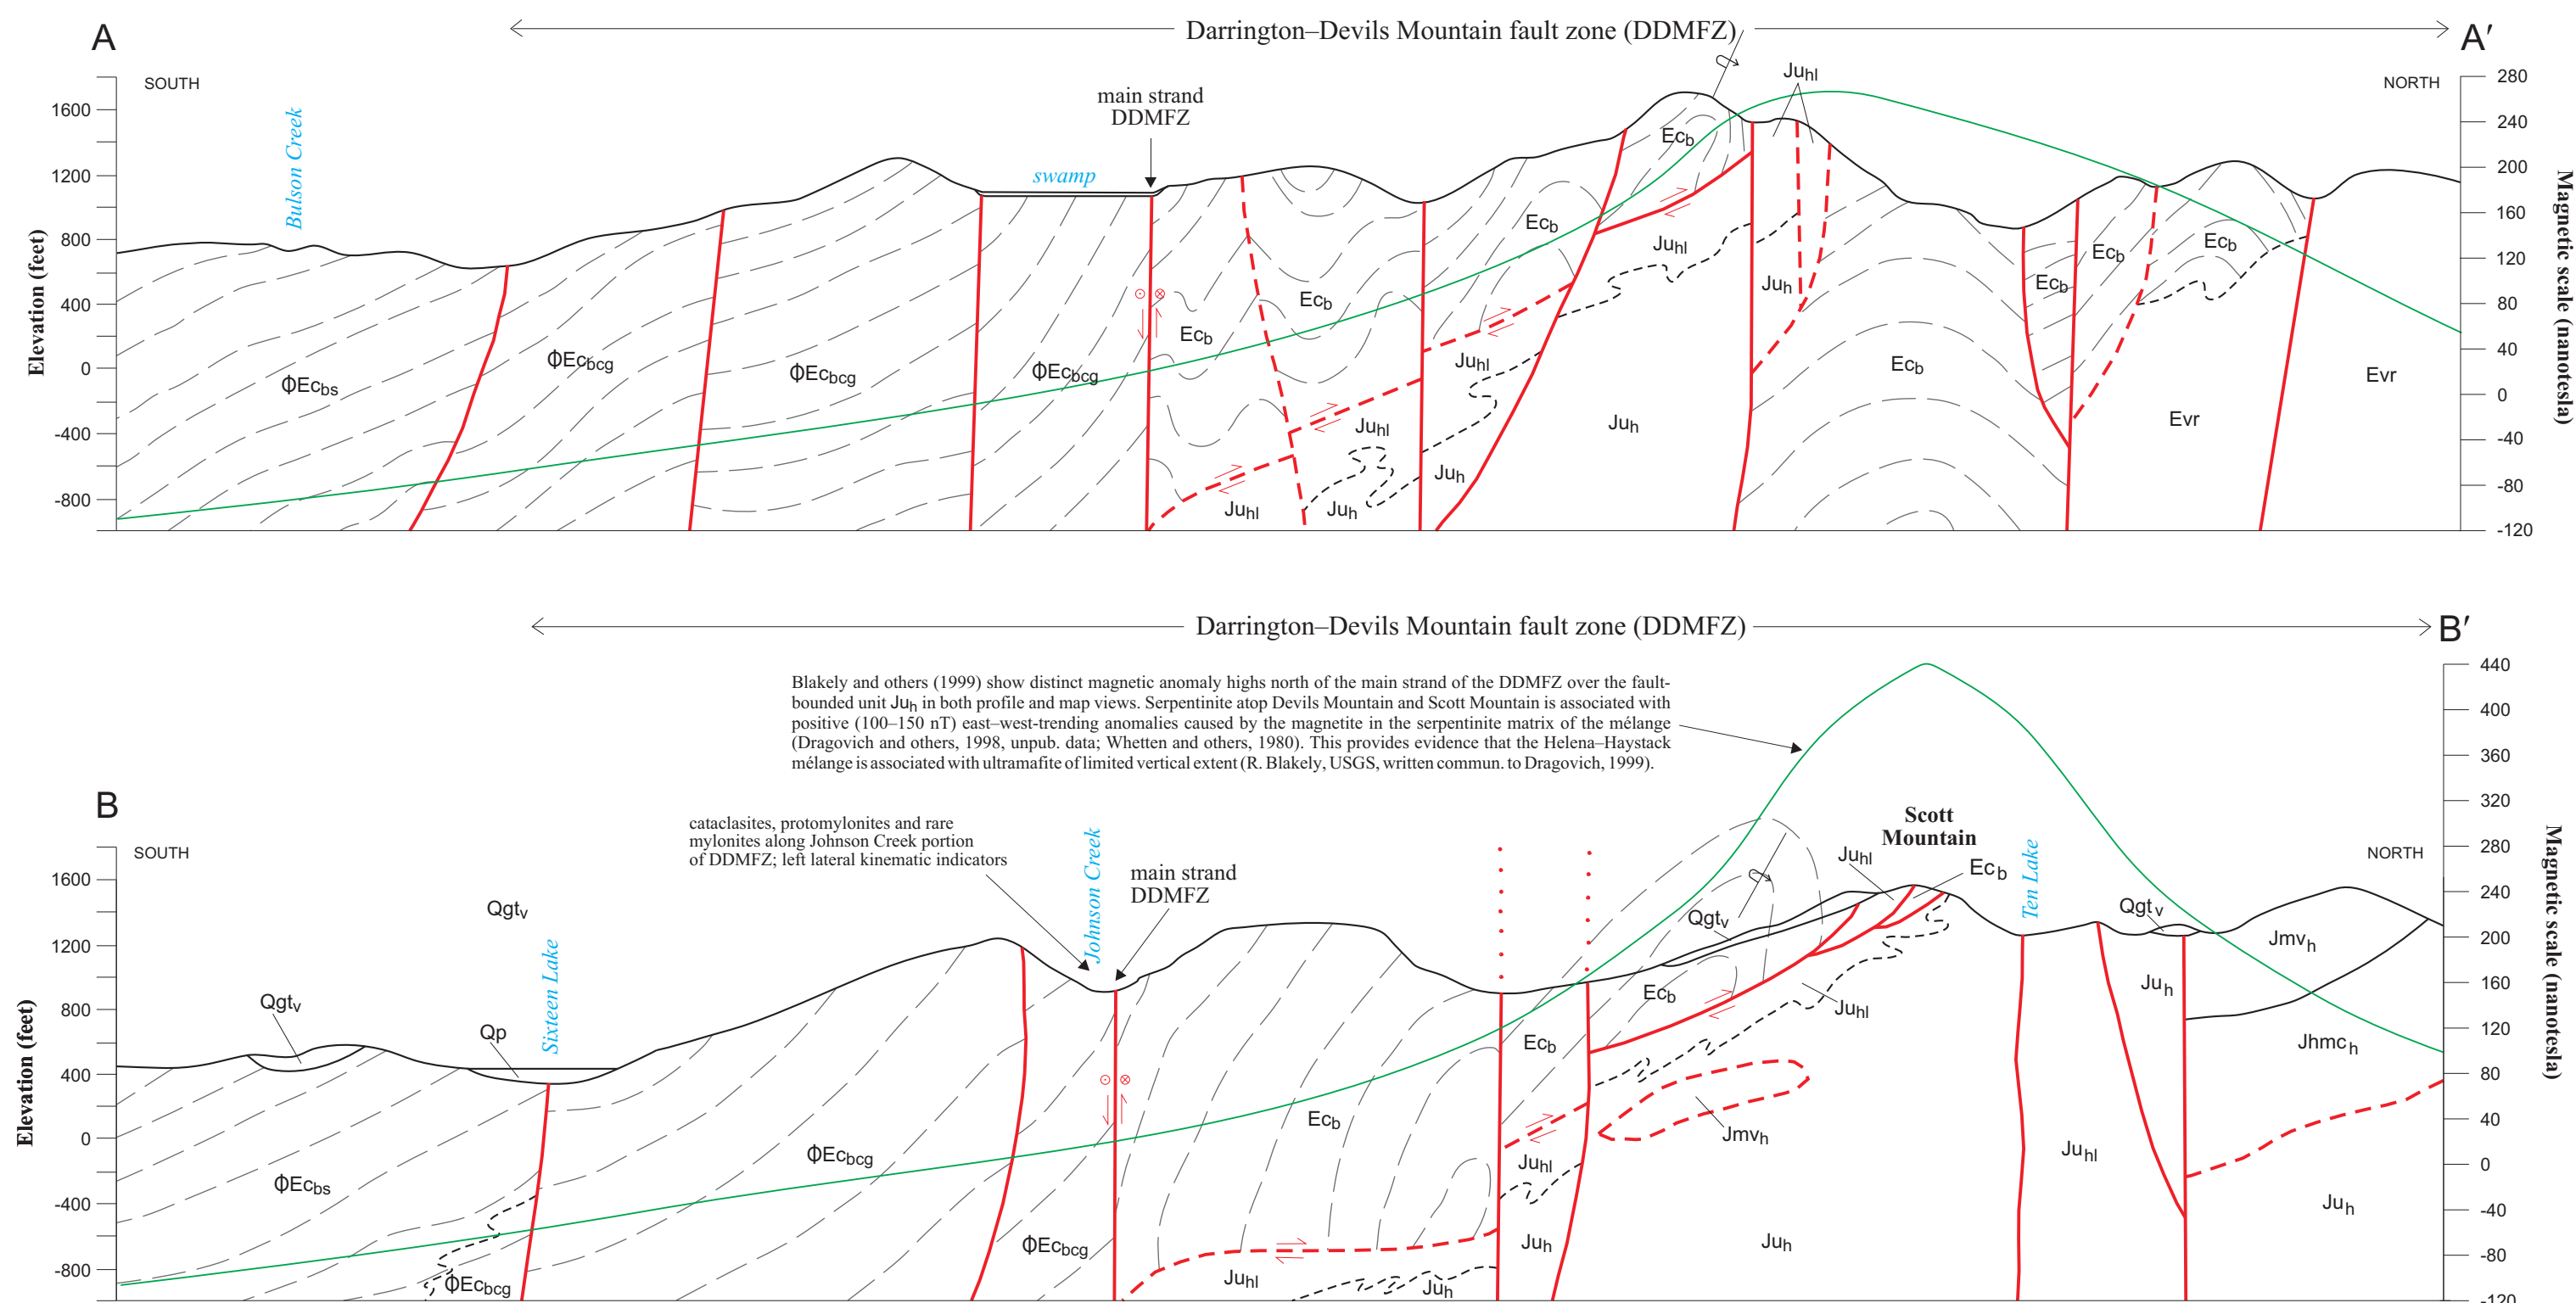 Darrington–Devils Mountain fault zone (DDMFZ)
A
A′
SOUTH
NORTH
Bulson Creek
swamp
main strand
DDMFZ
Juhl
Elevation (feet)
1600
1200
800
400
0
-400
-800
Magnetic scale (nanotesla)
280
240
200
160
120
80
40
0
-40
-80
-120
ΦEcbs
ΦEcbcg
ΦEcbcg
ΦEcbcg
Ecb
Ecb
Ecb
Ecb
Juhl
Juh
Juhl
Juhl
Juhl
Juh
Juh
Juh
Ecb
Ecb
Ecb
Ecb
Evr
Evr
Darrington–Devils Mountain fault zone (DDMFZ)
B
B′
Blakely and others (1999) show distinct magnetic anomaly highs north of the main strand of the DDMFZ over the fault-
bounded unit Juh in both profile and map views. Serpentinite atop Devils Mountain and Scott Mountain is associated with
positive (100–150 nT) east–west-trending anomalies caused by the magnetite in the serpentinite matrix of the mélange
(Dragovich and others, 1998, unpub. data; Whetten and others, 1980). This provides evidence that the Helena–Haystack
mélange is associated with ultramafite of limited vertical extent (R. Blakely, USGS, written commun. to Dragovich, 1999).
SOUTH
NORTH
cataclasites, protomylonites and rare
mylonites along Johnson Creek portion
of DDMFZ; left lateral kinematic indicators
Johnson Creek
main strand
DDMFZ
Scott
Mountain
Juhl
Ecb
Ten Lake
Qgtv
Qgtv
Qp
Sixteen Lake
Qgtv
Qgtv
Elevation (feet)
1600
1200
800
400
0
-400
-800
Magnetic scale (nanotesla)
440
400
360
320
280
240
200
160
120
80
40
0
-40
-80
-120
ΦEcbs
ΦEcbcg
ΦEcbcg
ΦEcbcg
Ecb
Ecb
Ecb
Juhl
Juhl
Juhl
Juh
Juh
Juh
Jmvh
Juhl
Juh
Jmvh
Jhmch
Juh